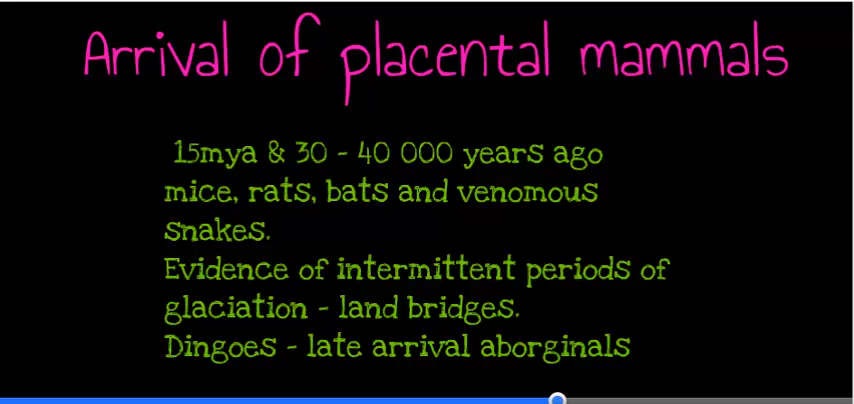 Arrival of placental mammals
15mya & 30 - 40 000 years ago
mice, rats, bats and venomous
snakes.
Evidence of intermittent periods of
glaciation - land bridges.
Dingoes - late arrival aborginals